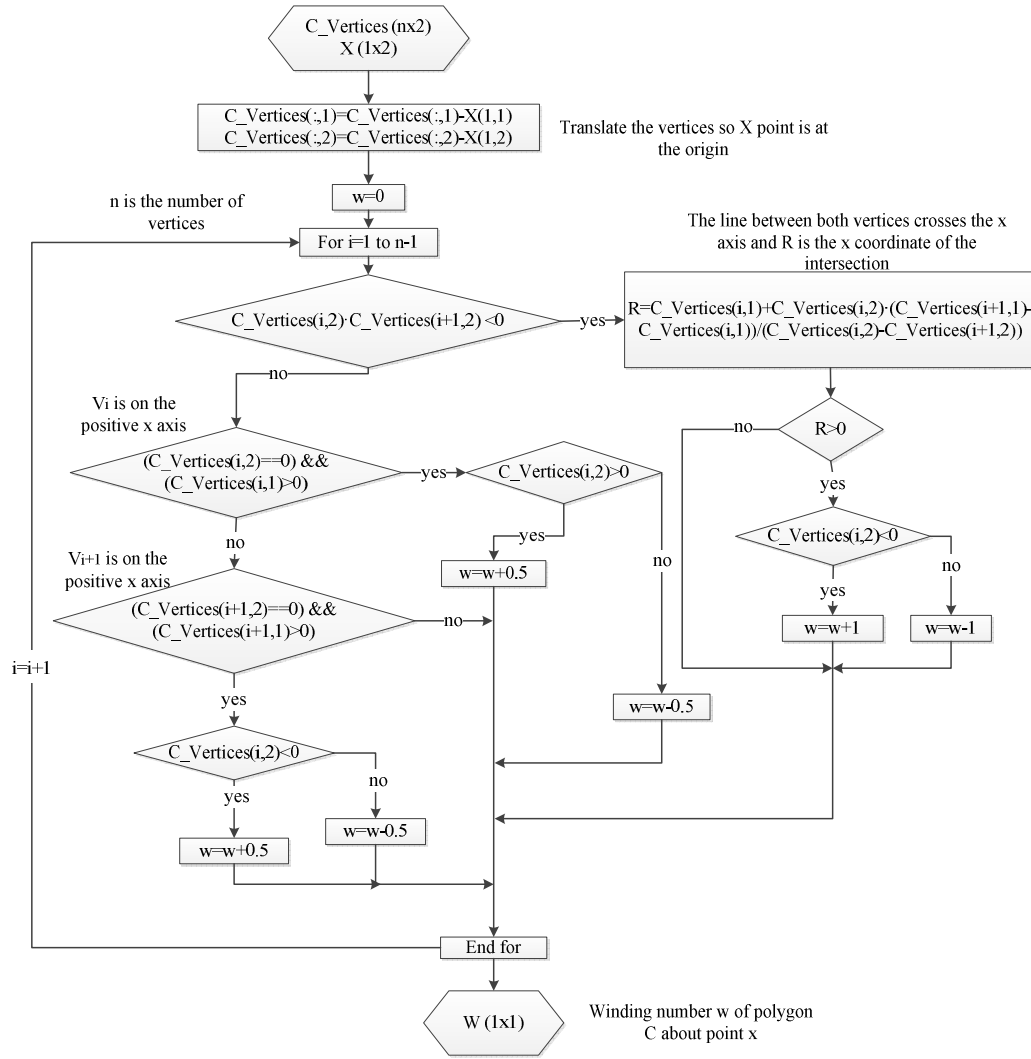 C_Vertices (nx2)
X (1x2)
C_Vertices(:,1)=C_Vertices(:,1)-X(1,1)
C_Vertices(:,2)=C_Vertices(:,2)-X(1,2)
Translate the vertices so X point is at
the origin
w=0
n is the number of
vertices
For i=1 to n-1
The line between both vertices crosses the x
axis and R is the x coordinate of the
intersection
C_Vertices(i,2)·C_Vertices(i+1,2) <0
yes
R=C_Vertices(i,1)+C_Vertices(i,2)·(C_Vertices(i+1,1)-
C_Vertices(i,1))/(C_Vertices(i,2)-C_Vertices(i+1,2))
no
Vi is on the
positive x axis
(C_Vertices(i,2)==0) &&
(C_Vertices(i,1)>0)
yes
C_Vertices(i,2)>0
no
R>0
yes
yes
no
C_Vertices(i,2)<0
no
Vi+1 is on the
positive x axis
w=w+0.5
no
yes
(C_Vertices(i+1,2)==0) &&
(C_Vertices(i+1,1)>0)
no
w=w+1
w=w-1
i=i+1
yes
w=w-0.5
C_Vertices(i,2)<0
no
yes
w=w-0.5
w=w+0.5
End for
W (1x1)
Winding number w of polygon
C about point x